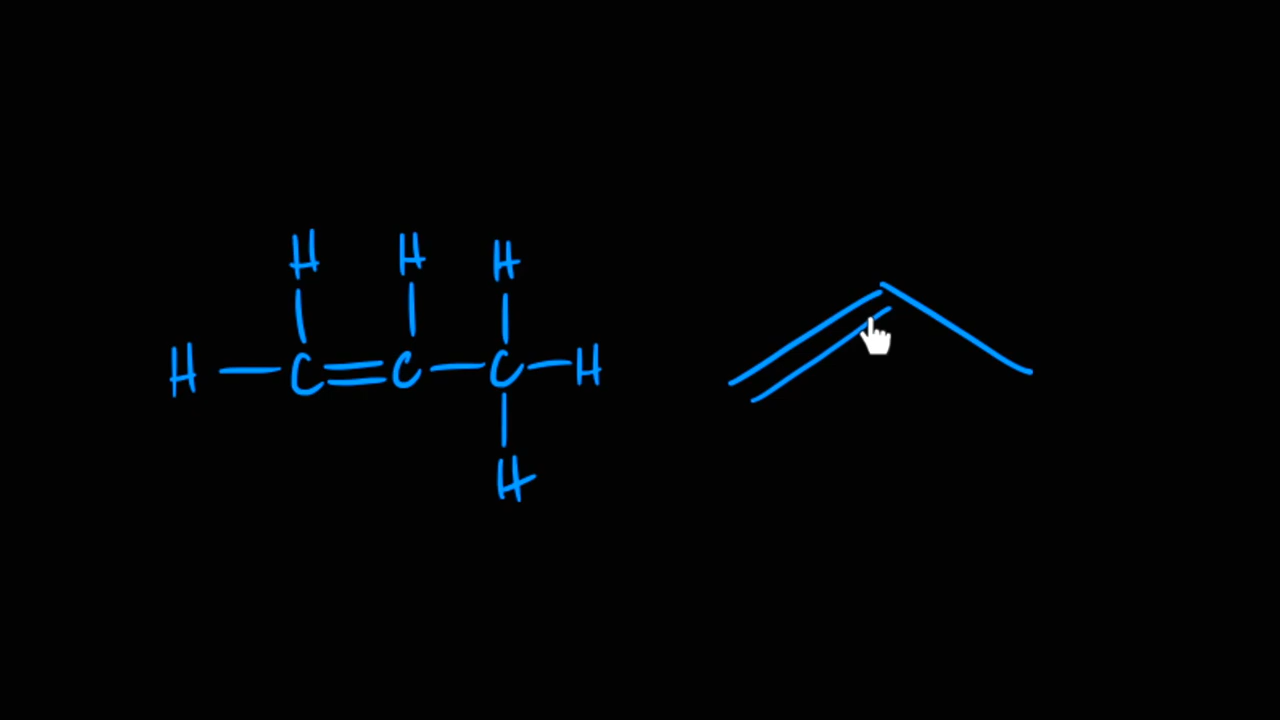 H H H
H — C = C — C — H
H